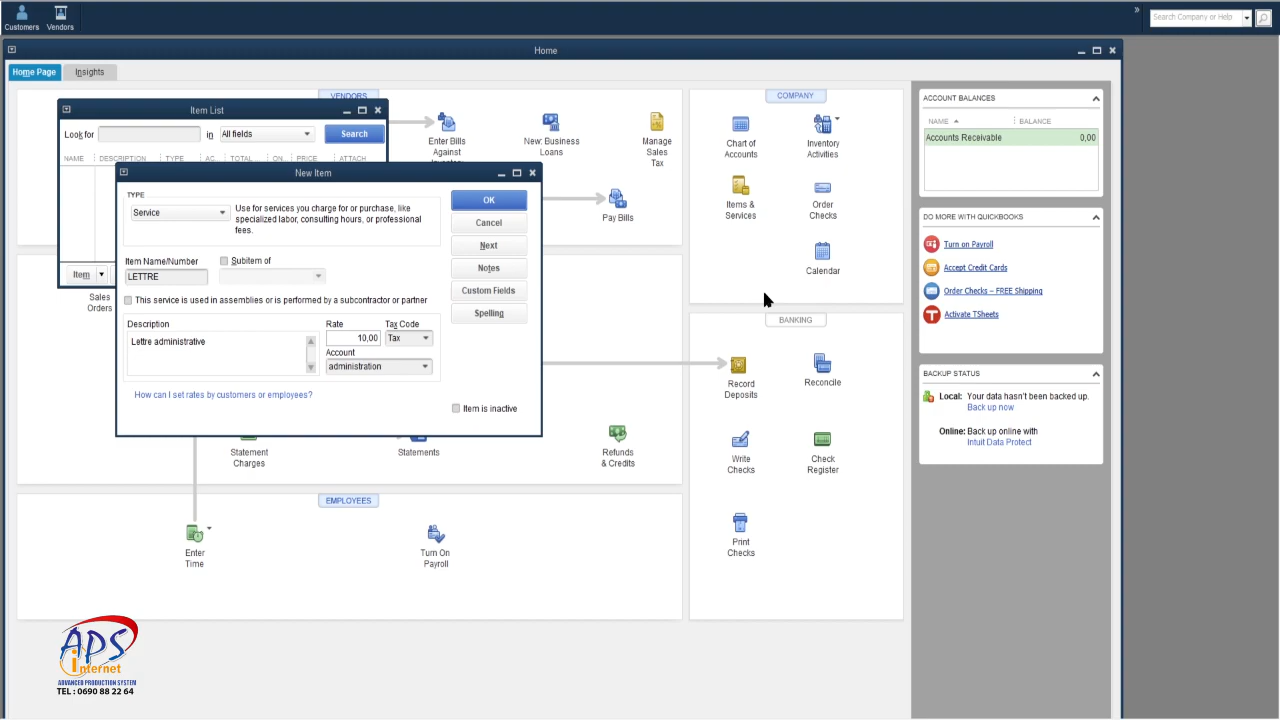 Customers
Vendors
»
Search Company or Help
Home
Home Page
Insights
VENDORS
Enter Bills
Against
Inventory
New: Business
Loans
Manage
Sales
Tax
Pay Bills
Item List
Look for
in
All fields
Search
NAME
DESCRIPTION
TYPE
AC...
TOTAL ...
ON...
PRICE
ATTACH
Item
Sales
Orders
New Item
TYPE
Service
Use for services you charge for or purchase, like
specialized labor, consulting hours, or professional
fees.
Item Name/Number
Subitem of
LETTRE
This service is used in assemblies or is performed by a subcontractor or partner
Description
Lettre administrative
Rate
Tax Code
10,00
Tax
Account
administration
How can I set rates by customers or employees?
OK
Cancel
Next
Notes
Custom Fields
Spelling
Item is inactive
Statement
Charges
Statements
Refunds
& Credits
EMPLOYEES
Enter
Time
Turn On
Payroll
COMPANY
Chart of
Accounts
Inventory
Activities
Items &
Services
Order
Checks
Calendar
BANKING
Record
Deposits
Reconcile
Write
Checks
Check
Register
Print
Checks
ACCOUNT BALANCES
NAME
BALANCE
Accounts Receivable
0,00
DO MORE WITH QUICKBOOKS
Turn on Payroll
Accept Credit Cards
Order Checks – FREE Shipping
Activate TSheets
BACKUP STATUS
Local: Your data hasn't been backed up.
Back up now
Online: Back up online with
Intuit Data Protect
APS
internet
ADVANCED PRODUCTION SYSTEM
TEL : 0690 88 22 64